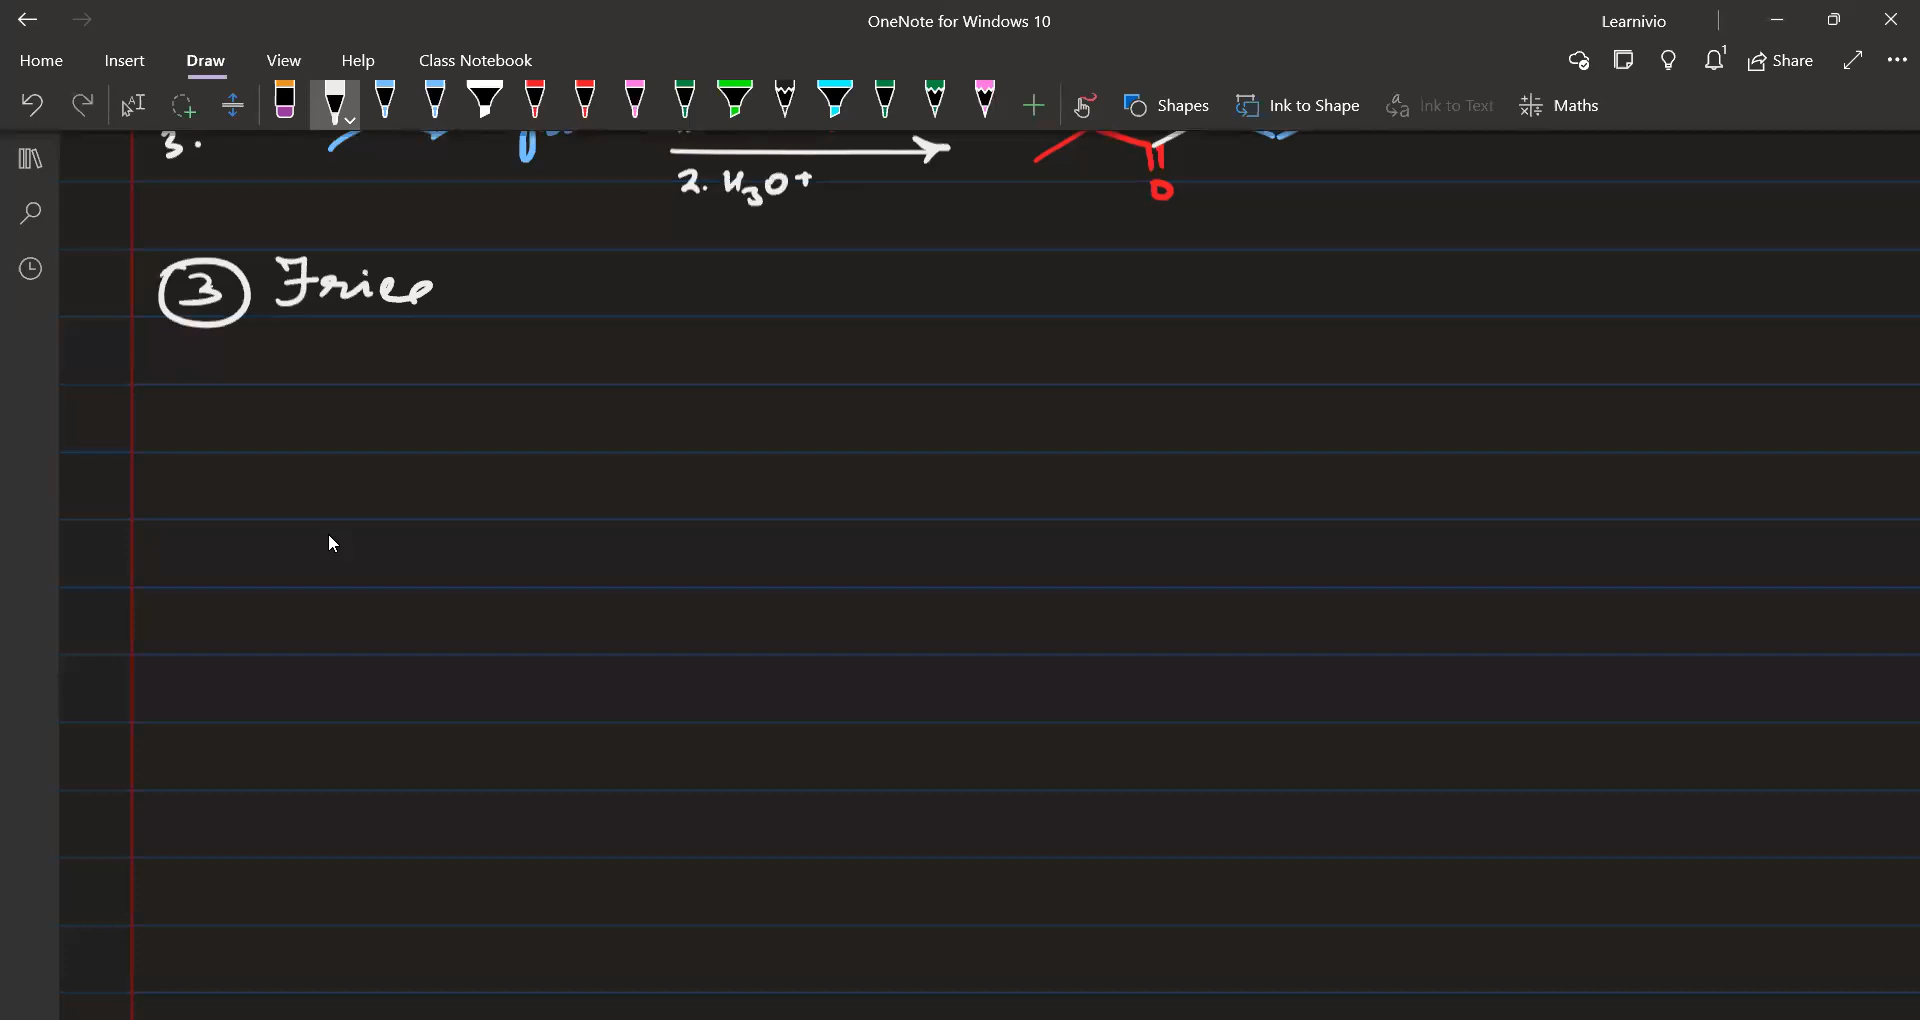 OneNote for Windows 10
Learnivio
Home Insert Draw View Help Class Notebook
1
Share
Shapes Ink to Shape Ink to Text Maths
3.
2. H3O+
O
3 Fries